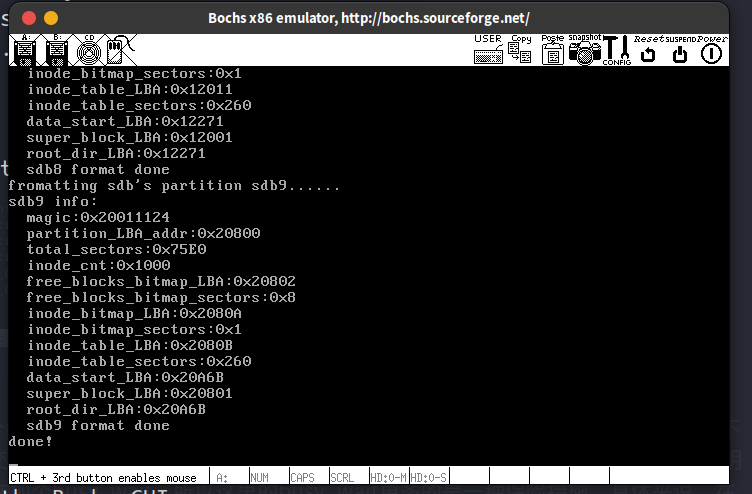 Bochs x86 emulator, http://bochs.sourceforge.net/
A: B: CD USER Copy Paste snapshot CONFIG Reset SUSPEND Power
inode_bitmap_sectors:0x1
inode_table_LBA:0x12011
inode_table_sectors:0x260
data_start_LBA:0x12271
super_block_LBA:0x12001
root_dir_LBA:0x12271
sdb8 format done
fromatting sdb's partition sdb9......
sdb9 info:
magic:0x20011124
partition_LBA_addr:0x20800
total_sectors:0x75E0
inode_cnt:0x1000
free_blocks_bitmap_LBA:0x20802
free_blocks_bitmap_sectors:0x8
inode_bitmap_LBA:0x2080A
inode_bitmap_sectors:0x1
inode_table_LBA:0x2080B
inode_table_sectors:0x260
data_start_LBA:0x20A6B
super_block_LBA:0x20801
root_dir_LBA:0x20A6B
sdb9 format done
done!
CTRL + 3rd button enables mouse A: NUM CAPS SCRL HD:0-M HD:0-S